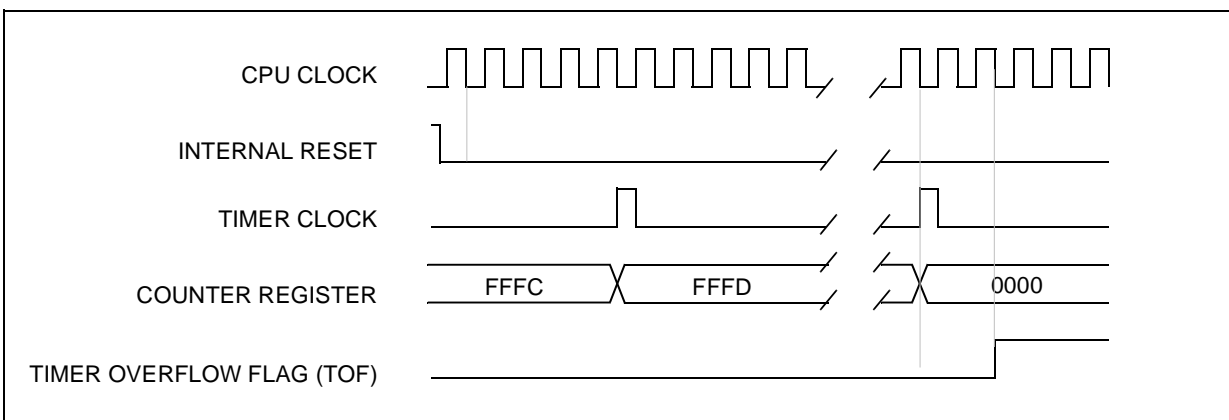 CPU CLOCK
INTERNAL RESET
TIMER CLOCK
COUNTER REGISTER
FFFC
FFFD
0000
TIMER OVERFLOW FLAG (TOF)